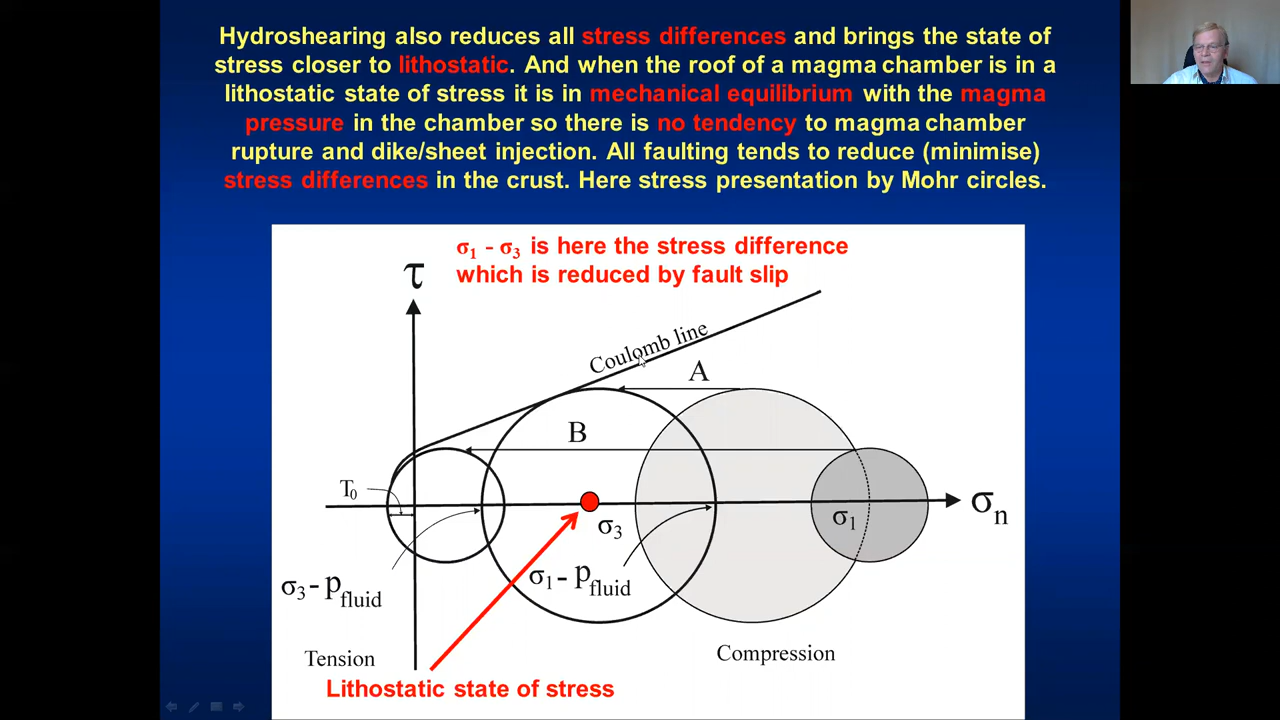 Hydroshearing also reduces all stress differences and brings the state of
stress closer to lithostatic. And when the roof of a magma chamber is in a
lithostatic state of stress it is in mechanical equilibrium with the magma
pressure in the chamber so there is no tendency to magma chamber
rupture and dike/sheet injection. All faulting tends to reduce (minimise)
stress differences in the crust. Here stress presentation by Mohr circles.
σ₁ - σ₃ is here the stress difference
which is reduced by fault slip
τ
Coulomb line
A
B
T₀
σₙ
σ₃
σ₁
σ₃ - p_fluid
σ₁ - p_fluid
Tension
Compression
Lithostatic state of stress